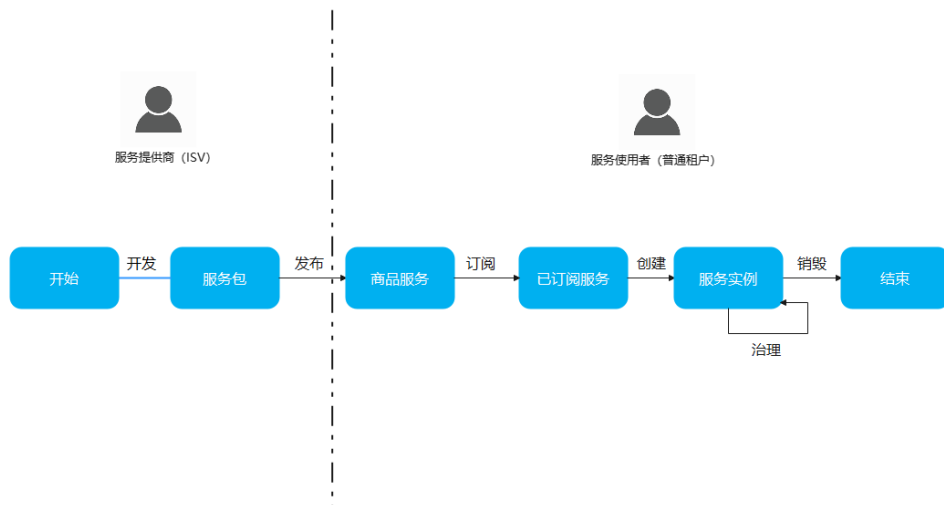 服务提供商（ISV）
服务使用者（普通租户）
开始
开发
服务包
发布
商品服务
订阅
已订阅服务
创建
服务实例
销毁
结束
治理